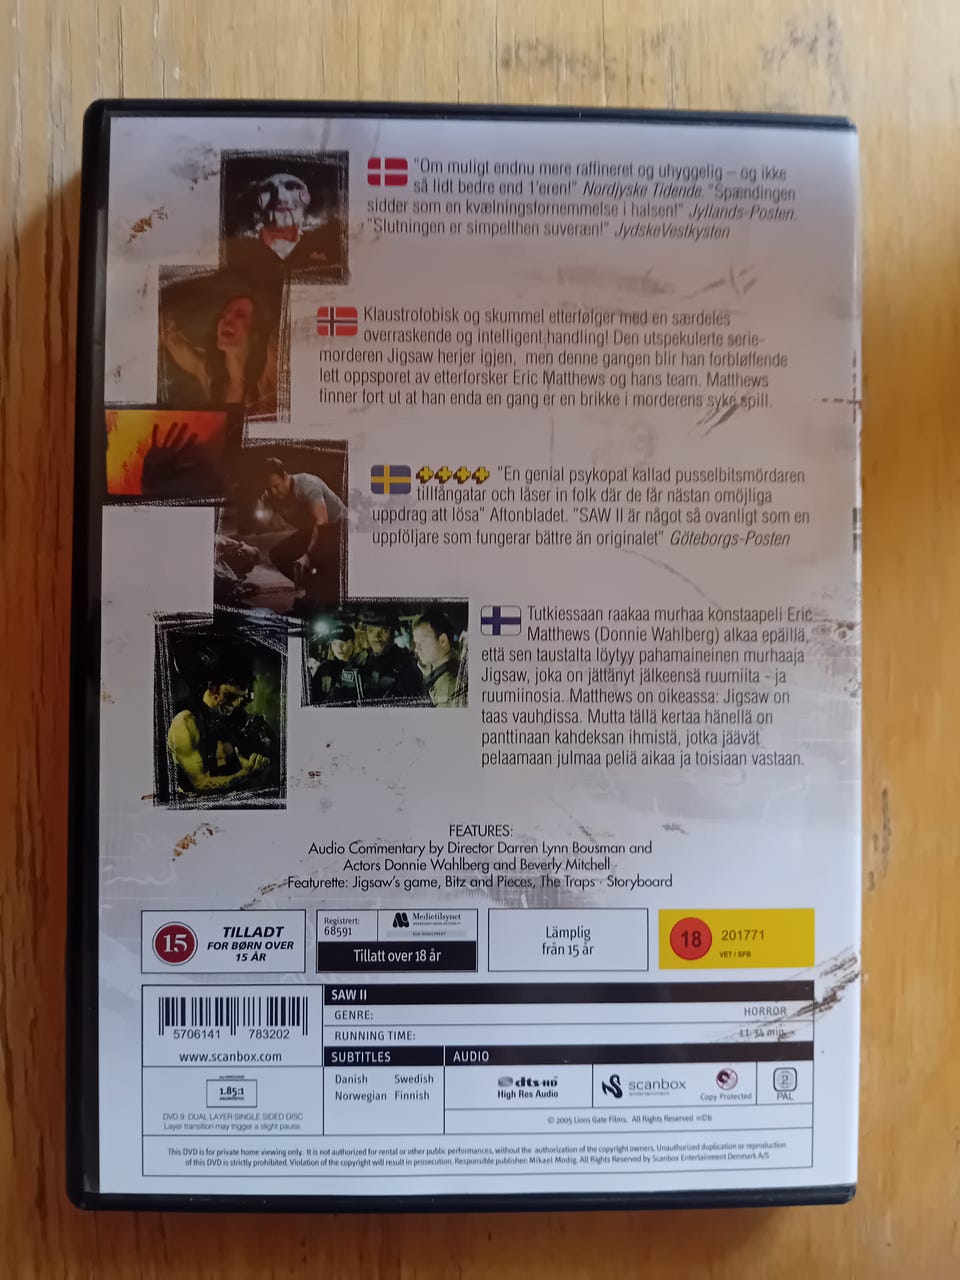 "Om muligt endnu mere raffineret og uhyggelig – og ikke
så lidt bedre end 1'eren!" Nordjyske Tidende. "Spændingen
sidder som en kvælningsfornemmelse i halsen!" Jyllands-Posten.
"Slutningen er simpelthen suveræn!" JydskeVestkysten
Klaustrofobisk og skummel etterfølger med en særdeles
overraskende og intelligent handling! Den utspekulerte serie-
morderen Jigsaw herjer igjen, men denne gangen blir han forbløffende
lett oppsporet av etterforsker Eric Matthews og hans team. Matthews
finner fort ut at han enda en gang er en brikke i morderens syke spill.
"En genial psykopat kallad pusselbitsmördaren
tillfångatar och låser in folk där de får nästan omöjliga
uppdrag att lösa" Aftonbladet. "SAW II är något så ovanligt som en
uppföljare som fungerar bättre än originalet" Göteborgs-Posten
Tutkiessaan raakaa murhaa konstaapeli Eric
Matthews (Donnie Wahlberg) alkaa epäillä,
että sen taustalta löytyy pahamaineinen murhaaja
Jigsaw, joka on jättänyt jälkeensä ruumiita – ja
ruumiinosia. Matthews on oikeassa: Jigsaw on
taas vauhdissa. Mutta tällä kertaa hänellä on
panttinaan kahdeksan ihmistä, jotka jäävät
pelaamaan julmaa peliä aikaa ja toisiaan vastaan.
FEATURES:
Audio Commentary by Director Darren Lynn Bousman and
Actors Donnie Wahlberg and Beverly Mitchell ·
Featurette: Jigsaw's game, Bitz and Pieces, The Traps · Storyboard
15
TILLADT
FOR BØRN OVER
15 ÅR
Registrert:
68591
Medietilsynet
Tillatt over 18 år
Lämplig
från 15 år
18
201771
VET / SFB
5706141 783202
www.scanbox.com
SAW II
GENRE: HORROR
RUNNING TIME: min.
SUBTITLES
AUDIO
Danish Swedish
Norwegian Finnish
dts-HD
High Res Audio
scanbox
entertainment
Copy Protected
2
PAL
1.85:1
DVD 9: DUAL LAYER SINGLE SIDED DISC
Layer transition may trigger a slight pause.
© 2005 Lions Gate Films. All Rights Reserved
This DVD is for private home viewing only. It is not authorized for rental or other public performances, without the authorization of the copyright owners. Unauthorized duplication or reproduction
of this DVD is strictly prohibited. Violation of the copyright will result in prosecution. Responsible publisher: Mikael Modig. All Rights Reserved by Scanbox Entertainment Denmark A/S